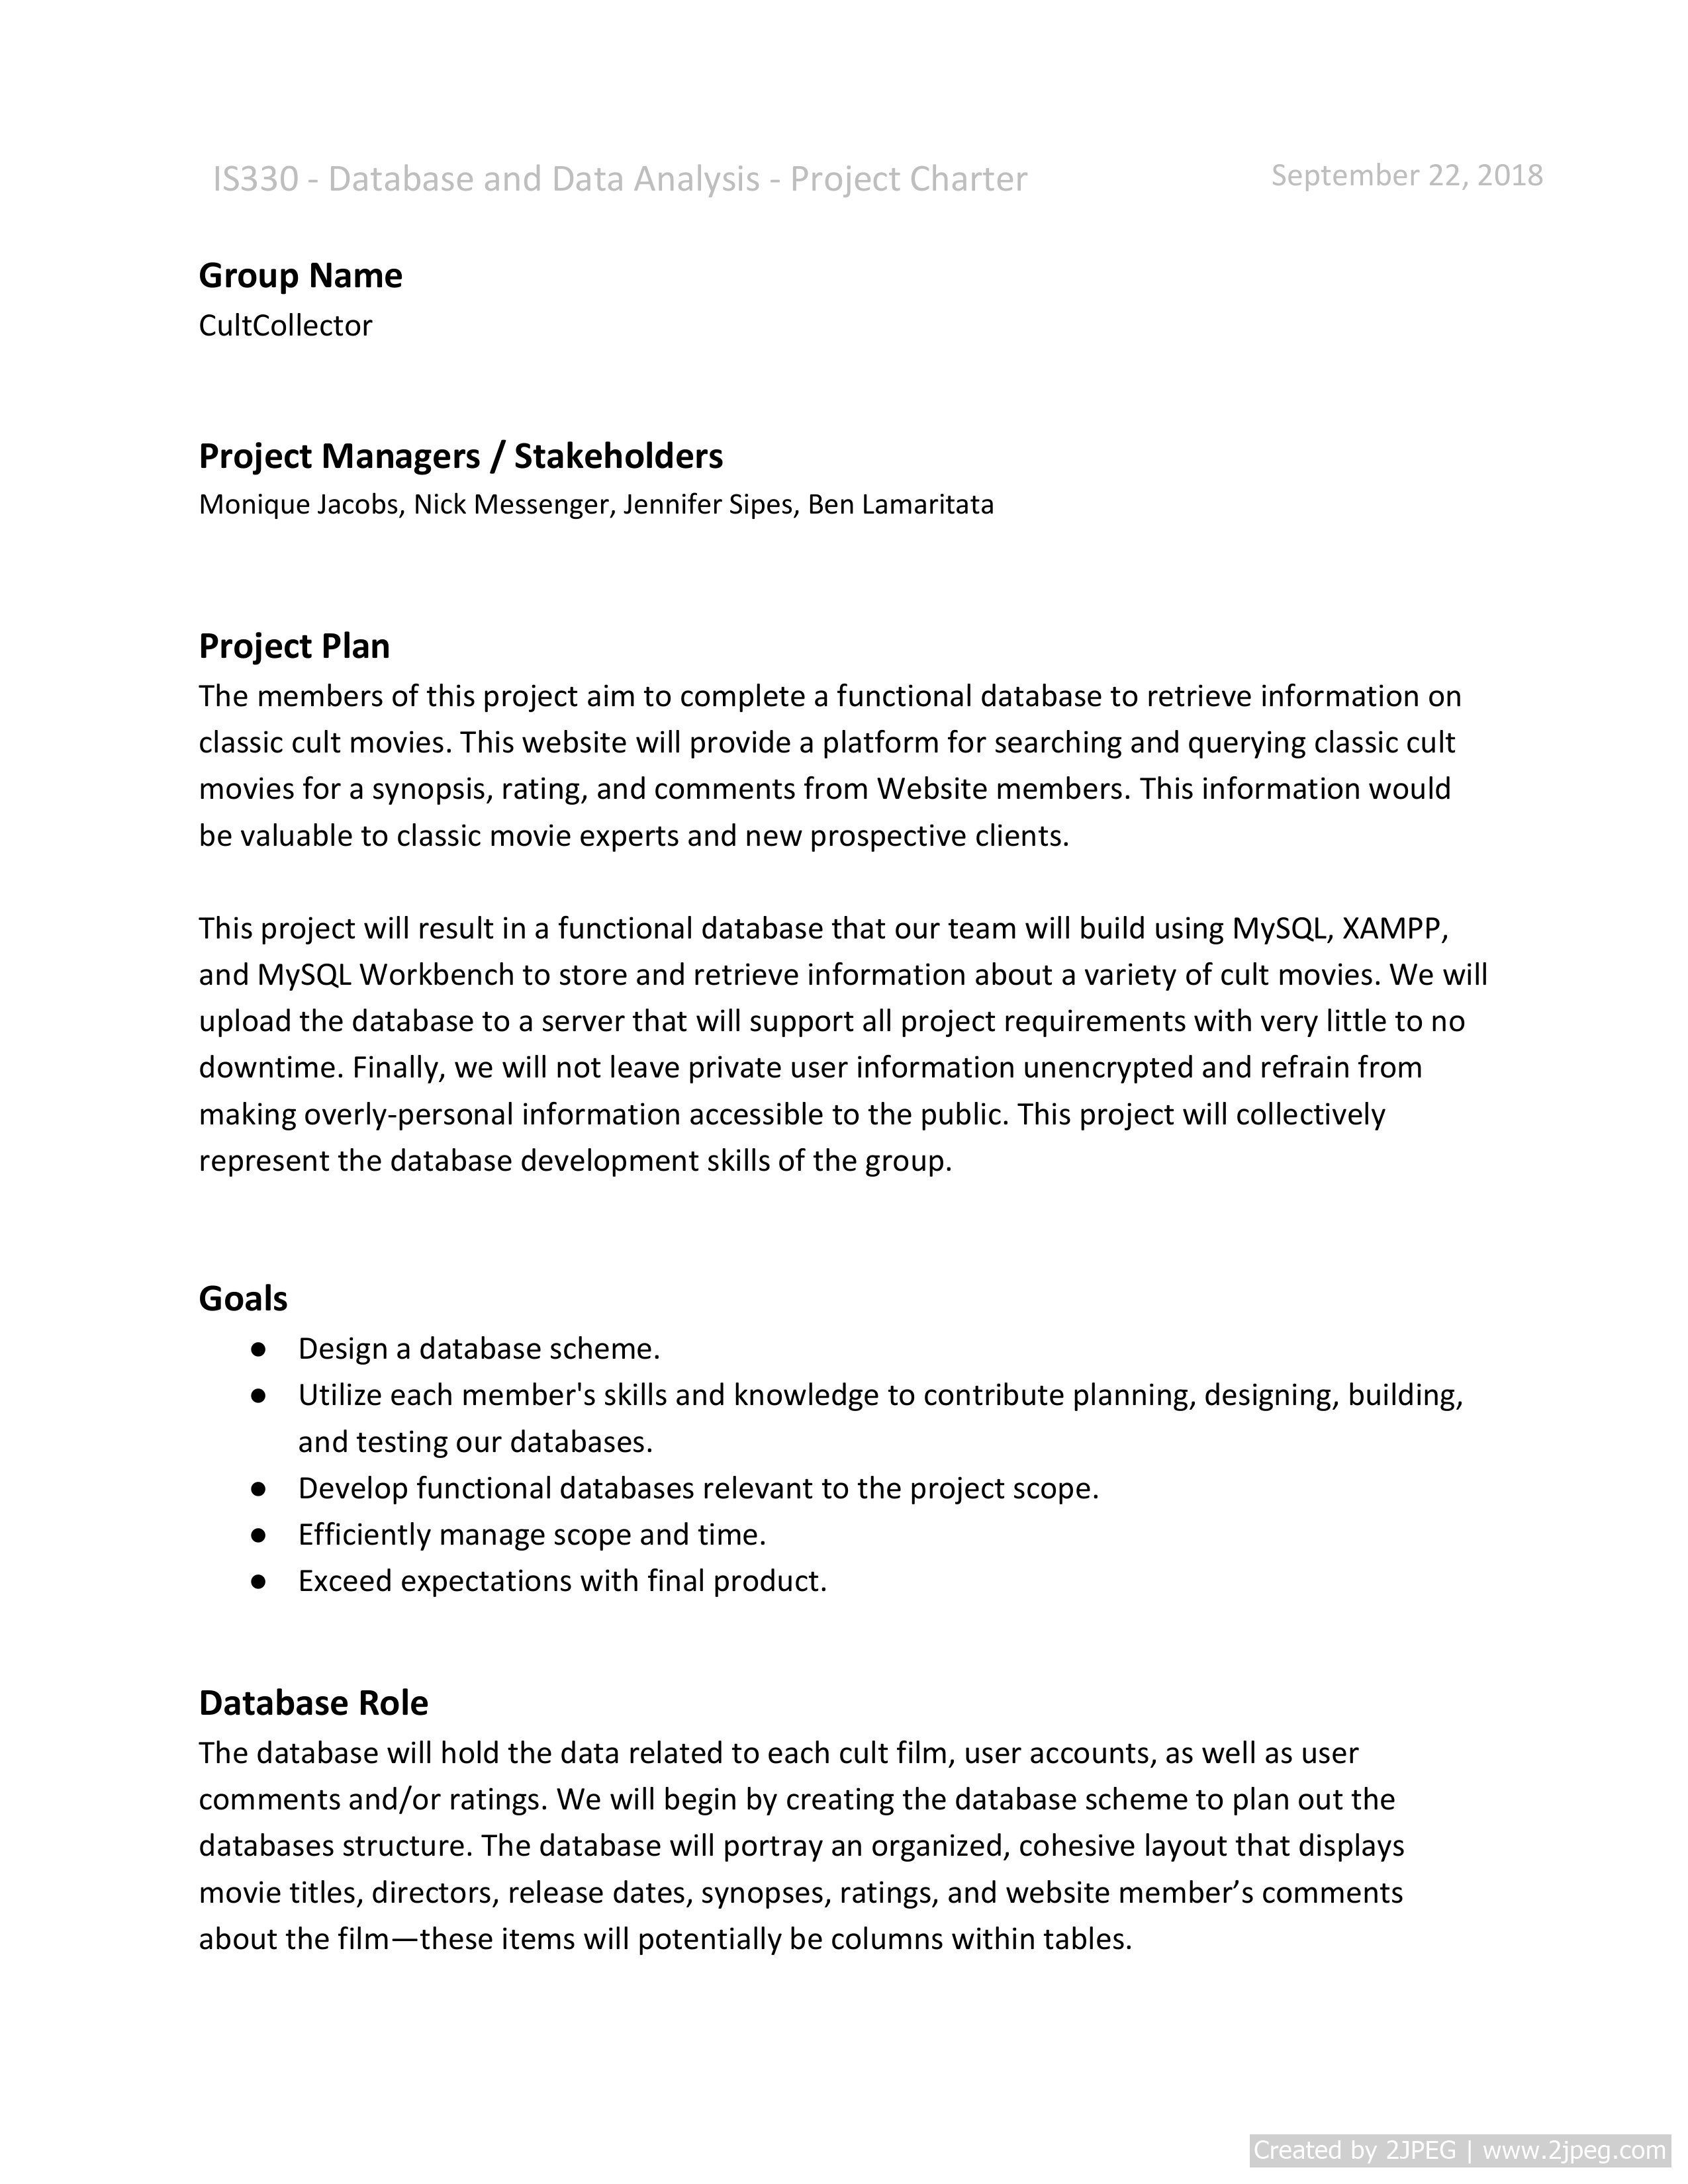 IS330 - Database and Data Analysis - Project Charter
September 22, 2018
Group Name
CultCollector
Project Managers / Stakeholders
Monique Jacobs, Nick Messenger, Jennifer Sipes, Ben Lamaritata
Project Plan
The members of this project aim to complete a functional database to retrieve information on
classic cult movies. This website will provide a platform for searching and querying classic cult
movies for a synopsis, rating, and comments from Website members. This information would
be valuable to classic movie experts and new prospective clients.
This project will result in a functional database that our team will build using MySQL, XAMPP,
and MySQL Workbench to store and retrieve information about a variety of cult movies. We will
upload the database to a server that will support all project requirements with very little to no
downtime. Finally, we will not leave private user information unencrypted and refrain from
making overly-personal information accessible to the public. This project will collectively
represent the database development skills of the group.
Goals
● Design a database scheme.
● Utilize each member's skills and knowledge to contribute planning, designing, building,
and testing our databases.
● Develop functional databases relevant to the project scope.
● Efficiently manage scope and time.
● Exceed expectations with final product.
Database Role
The database will hold the data related to each cult film, user accounts, as well as user
comments and/or ratings. We will begin by creating the database scheme to plan out the
databases structure. The database will portray an organized, cohesive layout that displays
movie titles, directors, release dates, synopses, ratings, and website member’s comments
about the film—these items will potentially be columns within tables.
Created by 2JPEG | www.2jpeg.com